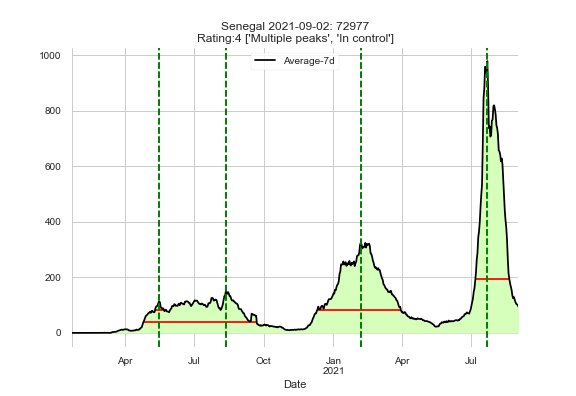 Senegal 2021-09-02: 72977
Rating:4 ['Multiple peaks', 'In control']
Average-7d
1000
800
600
400
200
0
Apr Jul Oct Jan Apr Jul
2021
Date